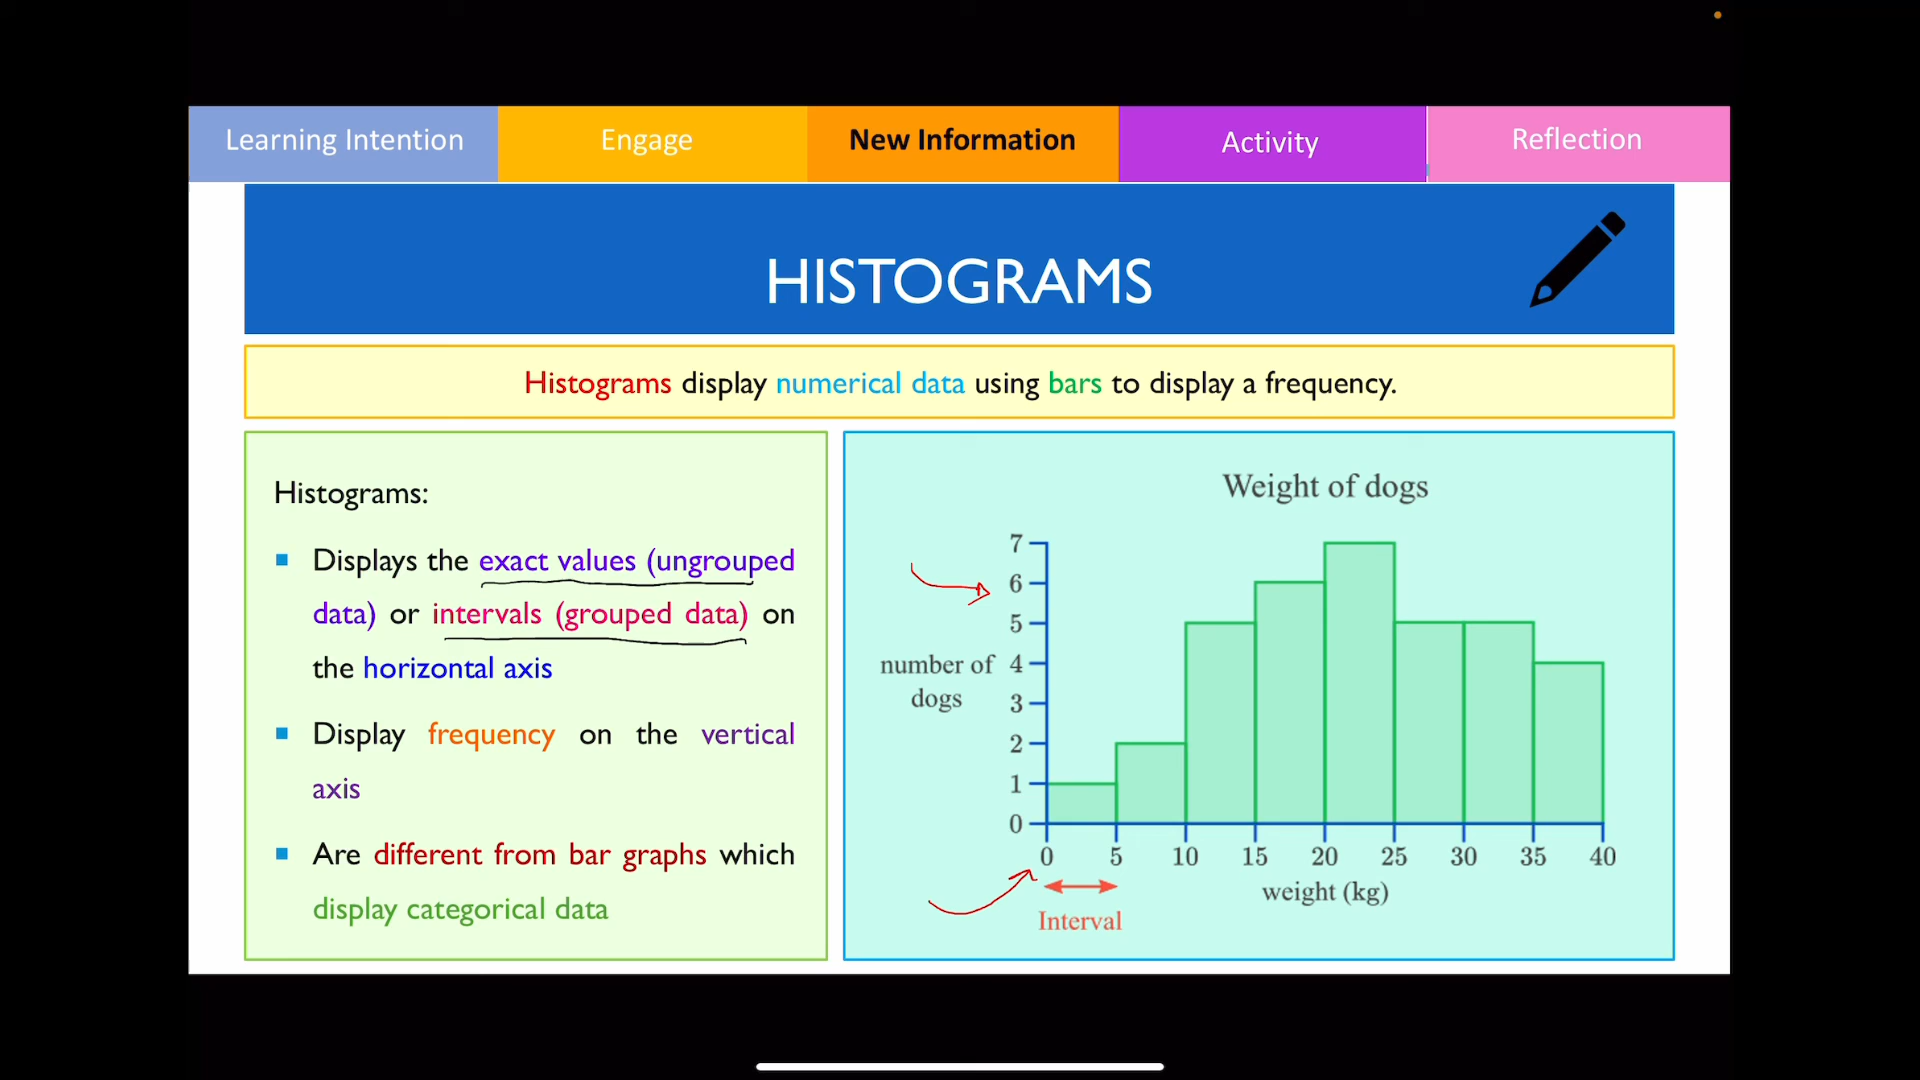 Learning Intention
Engage
New Information
Activity
Reflection
HISTOGRAMS
Histograms display numerical data using bars to display a frequency.
Histograms:
Displays the exact values (ungrouped
data) or intervals (grouped data) on
the horizontal axis
Display frequency on the vertical
axis
Are different from bar graphs which
display categorical data
Weight of dogs
7
6
5
4
3
2
1
0
number of
dogs
0 5 10 15 20 25 30 35 40
weight (kg)
Interval